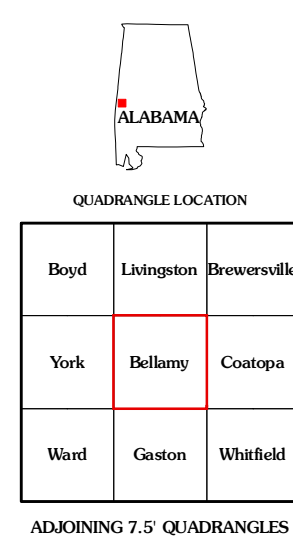 ALABAMA
QUADRANGLE LOCATION
Boyd Livingston Brewersville
York Bellamy Coatopa
Ward Gaston Whitfield
ADJOINING 7.5' QUADRANGLES